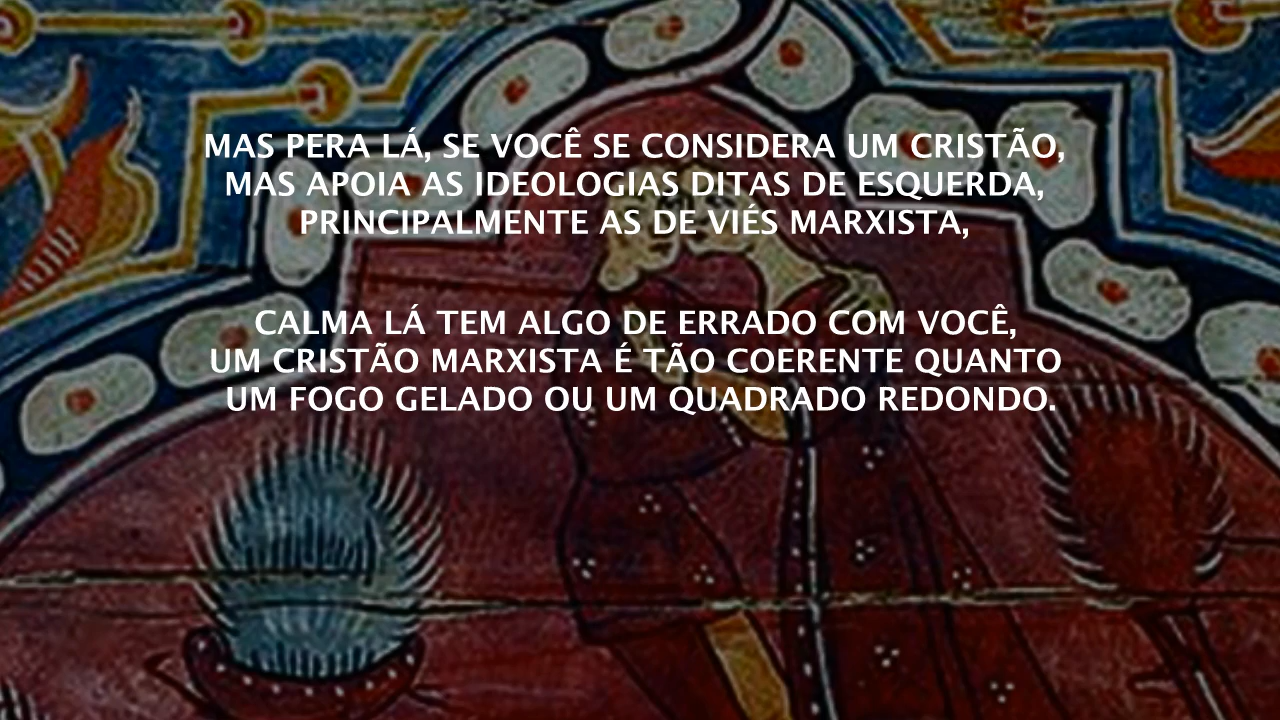 MAS PERA LÁ, SE VOCÊ SE CONSIDERA UM CRISTÃO,
MAS APOIA AS IDEOLOGIAS DITAS DE ESQUERDA,
PRINCIPALMENTE AS DE VIÉS MARXISTA,
CALMA LÁ TEM ALGO DE ERRADO COM VOCÊ,
UM CRISTÃO MARXISTA É TÃO COERENTE QUANTO
UM FOGO GELADO OU UM QUADRADO REDONDO.